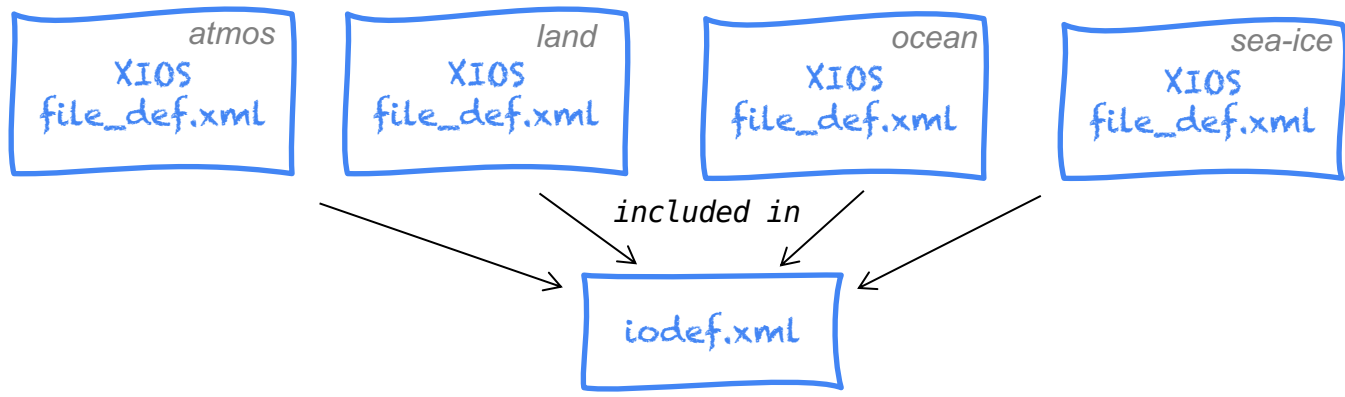 atmos
XIOS
file_def.xml
land
XIOS
file_def.xml
ocean
XIOS
file_def.xml
sea-ice
XIOS
file_def.xml
included in
iodef.xml